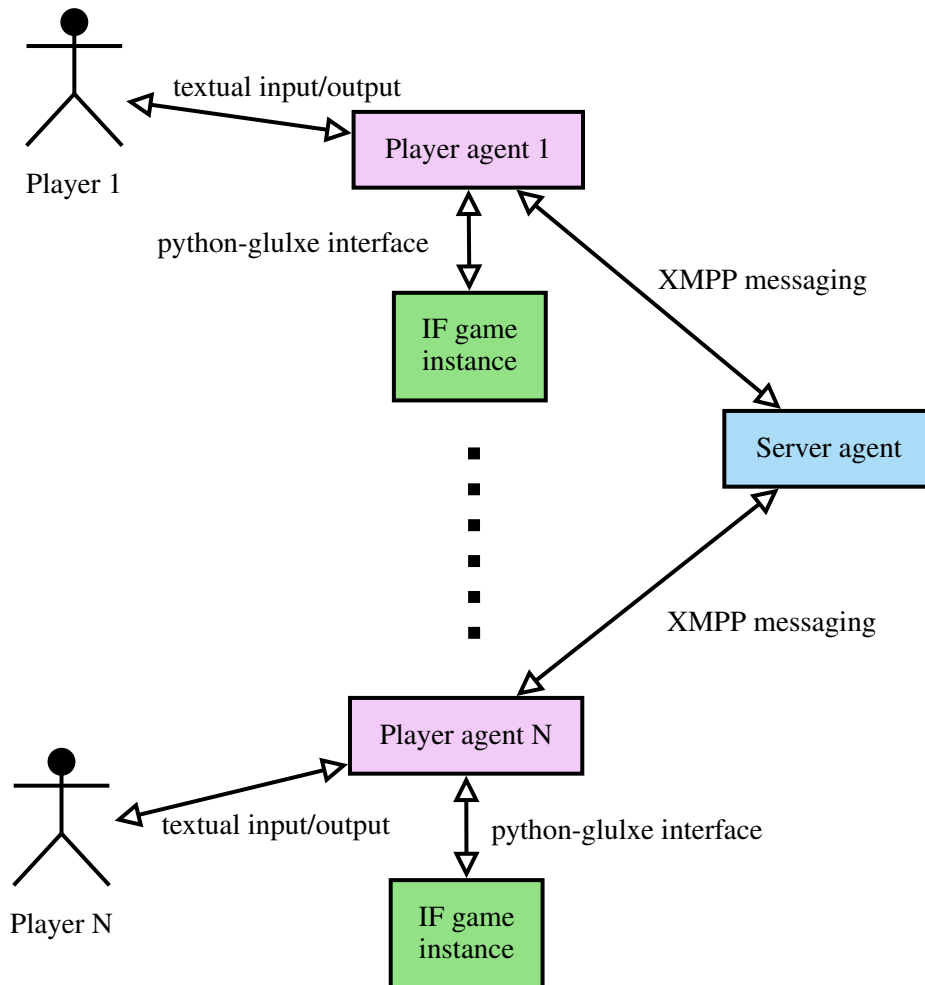 textual input/output
Player agent 1
Player 1
python-glulxe interface
XMPP messaging
IF game
instance
Server agent
XMPP messaging
Player agent N
textual input/output
python-glulxe interface
Player N
IF game
instance